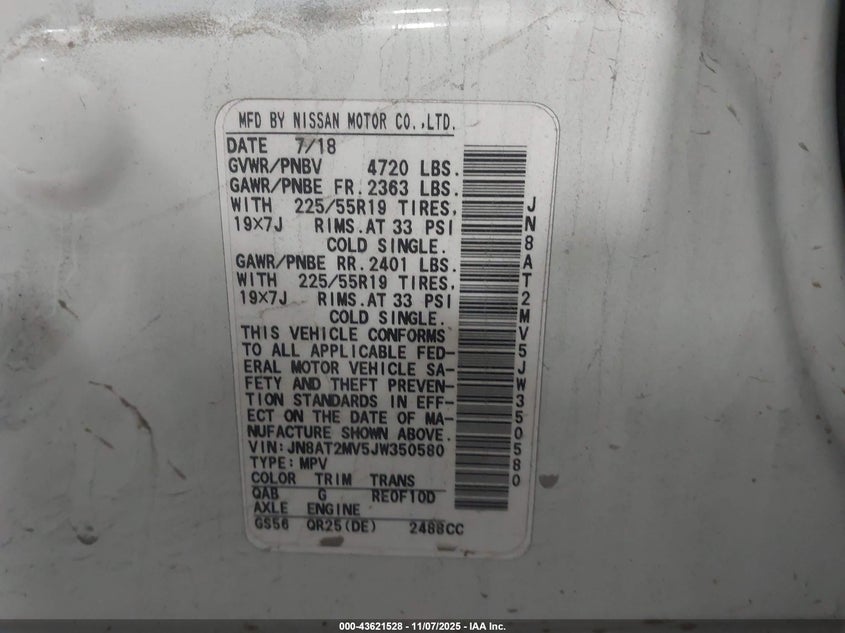 MFD BY NISSAN MOTOR CO.,LTD.
DATE 7/18
GVWR/PNBV 4720 LBS.
GAWR/PNBE FR. 2363 LBS.
WITH 225/55R19 TIRES,
19×7J RIMS.AT 33 PSI
COLD SINGLE.
GAWR/PNBE RR. 2401 LBS.
WITH 225/55R19 TIRES,
19×7J RIMS.AT 33 PSI
COLD SINGLE.
THIS VEHICLE CONFORMS
TO ALL APPLICABLE FED-
ERAL MOTOR VEHICLE SA-
FETY AND THEFT PREVEN-
TION STANDARDS IN EFF-
ECT ON THE DATE OF MA-
NUFACTURE SHOWN ABOVE.
VIN:JN8AT2MV5JW350580
TYPE:MPV
COLOR TRIM TRANS
QAB G RE0F10D
AXLE ENGINE
GS56 QR25(DE) 2488CC
JN8AT2MV5JW350580
000-43621528 - 11/07/2025 - IAA Inc.